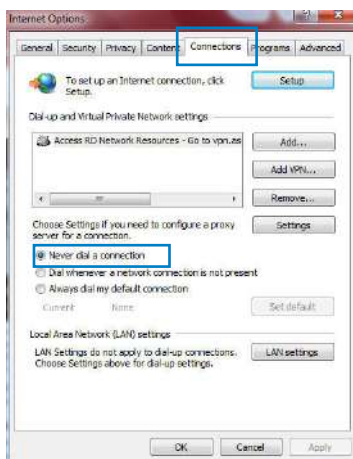 Internet Options
General Security Privacy Content Connections Programs Advanced
To set up an Internet connection, click
Setup.
Setup
Dial-up and Virtual Private Network settings
Access RD Network Resources - Go to vpn.as
Add...
Add VPN...
Remove...
Choose Settings if you need to configure a proxy
server for a connection.
Settings
Never dial a connection
Dial whenever a network connection is not present
Always dial my default connection
Current None
Set default
Local Area Network (LAN) settings
LAN Settings do not apply to dial-up connections.
Choose Settings above for dial-up settings.
LAN settings
OK Cancel Apply